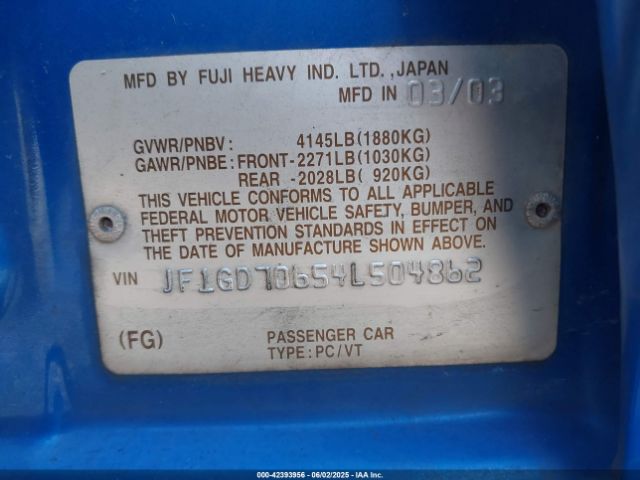 MFD BY FUJI HEAVY IND. LTD.,JAPAN
MFD IN 03/03
GVWR/PNBV: 4145LB(1880KG)
GAWR/PNBE:FRONT-2271LB(1030KG)
REAR -2028LB( 920KG)
THIS VEHICLE CONFORMS TO ALL APPLICABLE
FEDERAL MOTOR VEHICLE SAFETY, BUMPER, AND
THEFT PREVENTION STANDARDS IN EFFECT ON
THE DATE OF MANUFACTURE SHOWN ABOVE.
VIN JF1GD70654L504862
(FG) PASSENGER CAR
TYPE:PC/VT
000-42393956 - 06/02/2025 - IAA Inc.